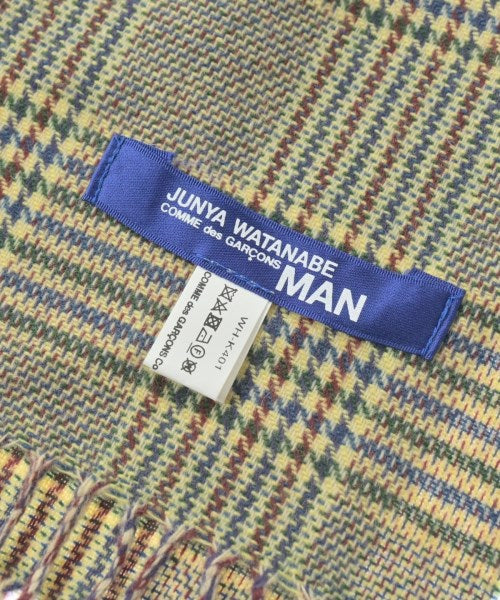 JUNYA WATANABE
COMME des GARÇONS
MAN
WH-K401
COMME des GARÇONS Co